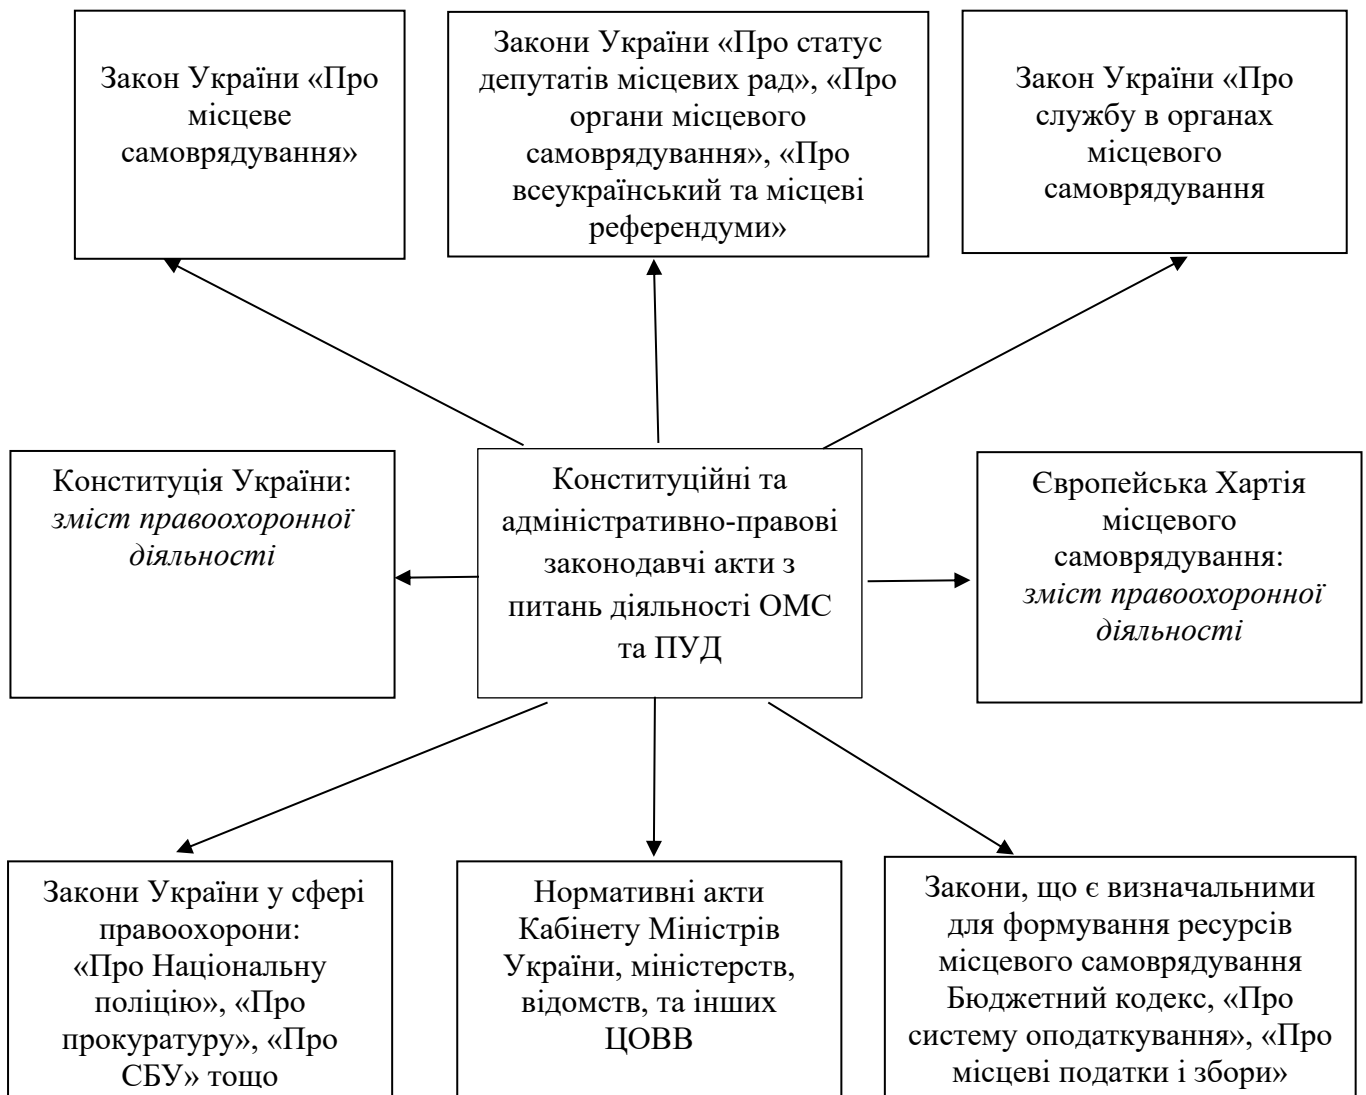 Закон України «Про
місцеве
самоврядування»
Закони України «Про статус
депутатів місцевих рад», «Про
органи місцевого
самоврядування», «Про
всеукраїнський та місцеві
референдуми»
Закон України «Про
службу в органах
місцевого
самоврядування
Конституція України:
зміст правоохоронної
діяльності
Конституційні та
адміністративно-правові
законодавчі акти з
питань діяльності ОМС
та ПУД
Європейська Хартія
місцевого
самоврядування:
зміст правоохоронної
діяльності
Закони України у сфері
правоохорони:
«Про Національну
поліцію», «Про
прокуратуру», «Про
СБУ» тощо
Нормативні акти
Кабінету Міністрів
України, міністерств,
відомств, та інших
ЦОВВ
Закони, що є визначальними
для формування ресурсів
місцевого самоврядування
Бюджетний кодекс, «Про
систему оподаткування», «Про
місцеві податки і збори»